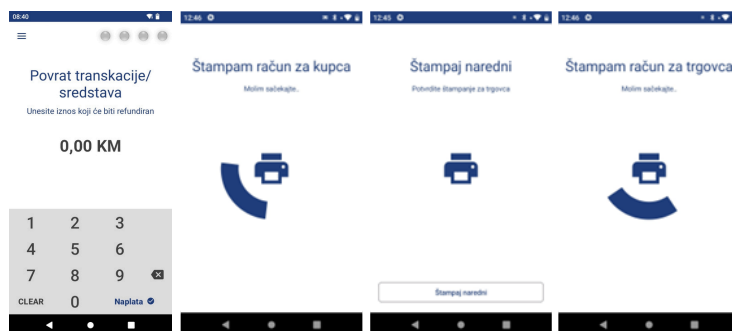 08:40
Povrat transkacije/
sredstava
Unesite iznos koji će biti refundiran
0,00 KM
1 2 3
4 5 6
7 8 9
CLEAR 0 Naplata
12:46
Štampam račun za kupca
Molim sačekajte..
12:45
Štampaj naredni
Potvrdite štampanje za trgovca
Štampaj naredni
12:46
Štampam račun za trgovca
Molim sačekajte..